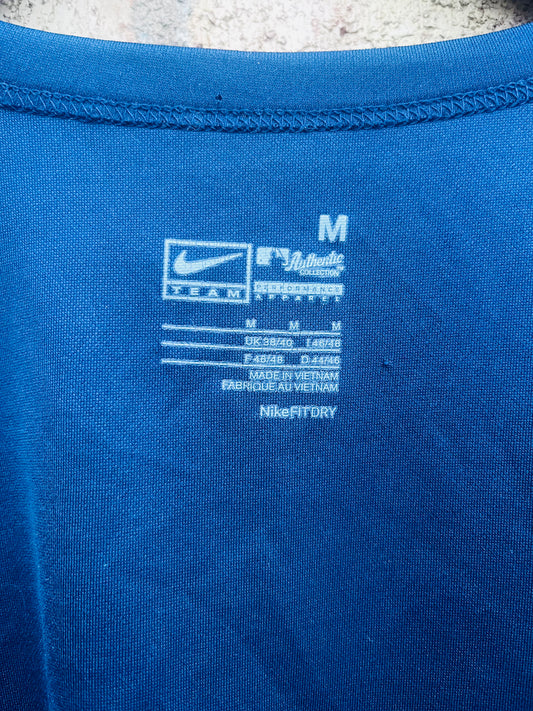 M
TEAM
Authentic
COLLECTION™
PERFORMANCE
APPAREL
M M M
UK 38/40 I 46/48
F 46/48 D 44/46
MADE IN VIETNAM
FABRIQUE AU VIETNAM
NikeFITDRY